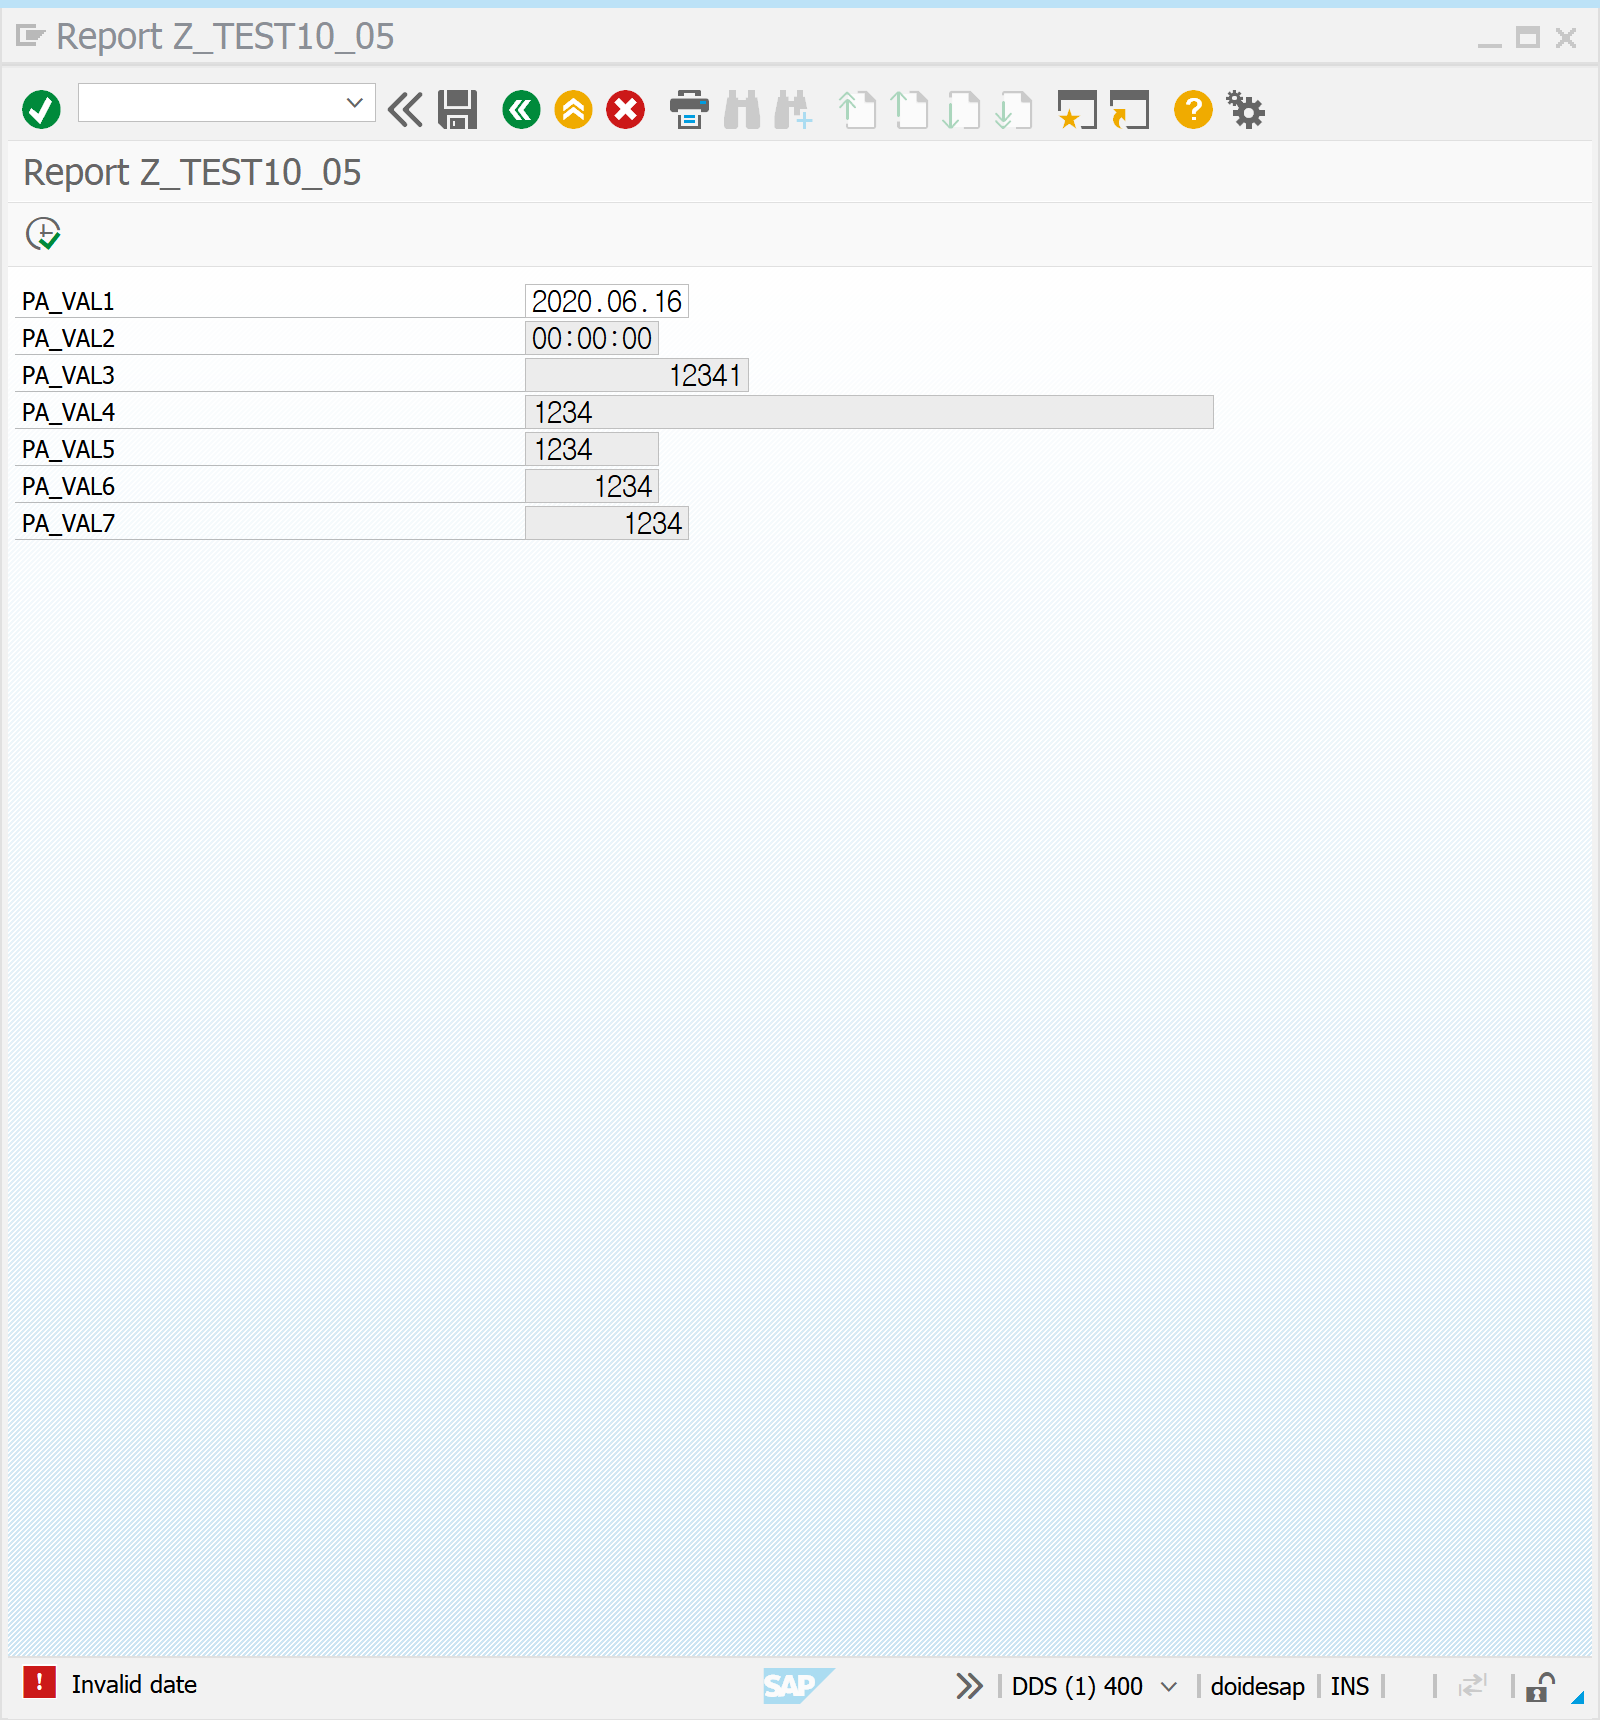 Report Z_TEST10_05
Report Z_TEST10_05
PA_VAL1 2020.06.16
PA_VAL2 00:00:00
PA_VAL3 12341
PA_VAL4 1234
PA_VAL5 1234
PA_VAL6 1234
PA_VAL7 1234
! Invalid date SAP DDS (1) 400 doidesap INS